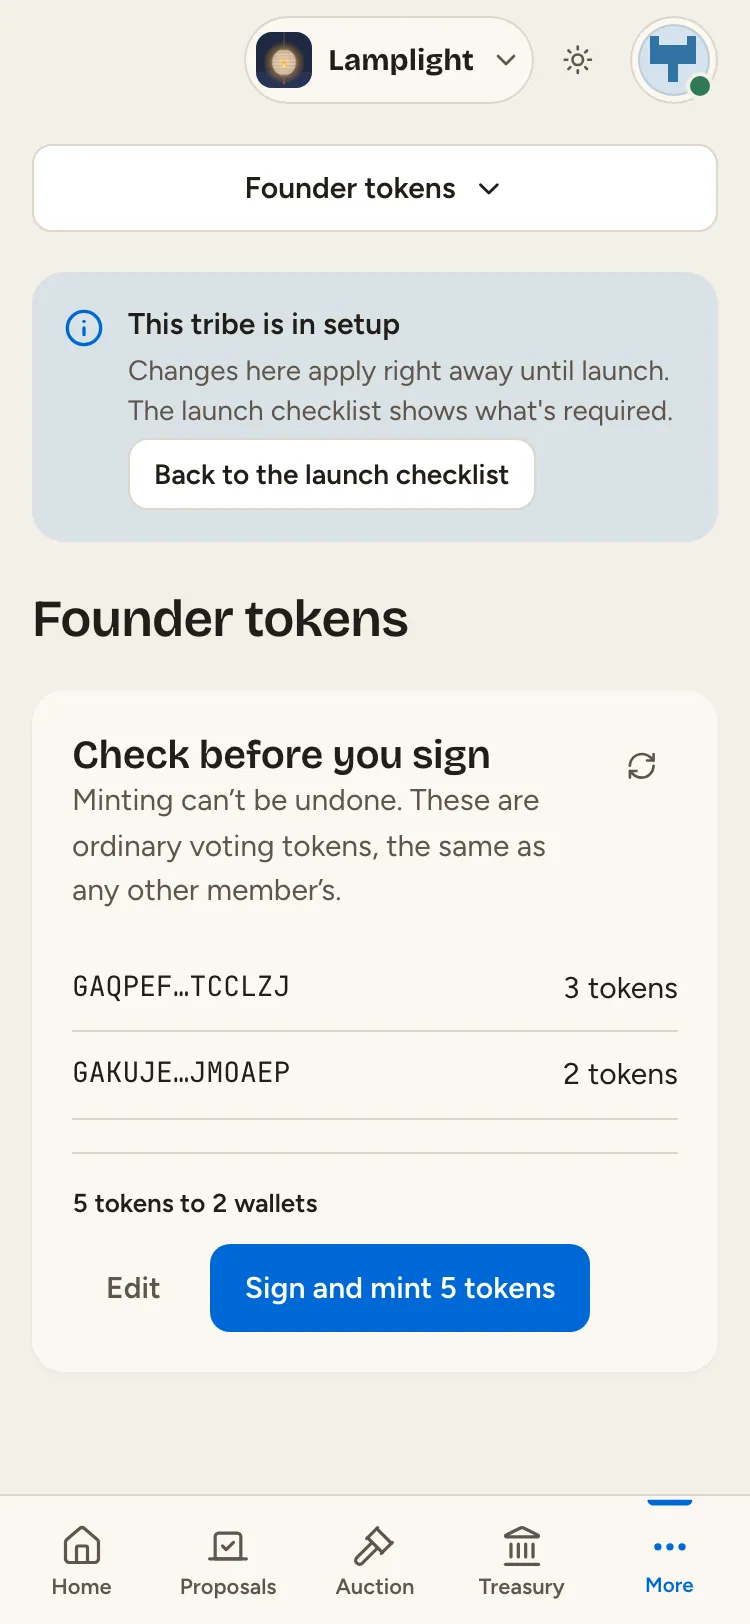 Lamplight
Founder tokens
This tribe is in setup
Changes here apply right away until launch.
The launch checklist shows what's required.
Back to the launch checklist
Founder tokens
Check before you sign
Minting can’t be undone. These are
ordinary voting tokens, the same as
any other member’s.
GAQPEF…TCCLZJ 3 tokens
GAKUJE…JMOAEP 2 tokens
5 tokens to 2 wallets
Edit Sign and mint 5 tokens
Home Proposals Auction Treasury More